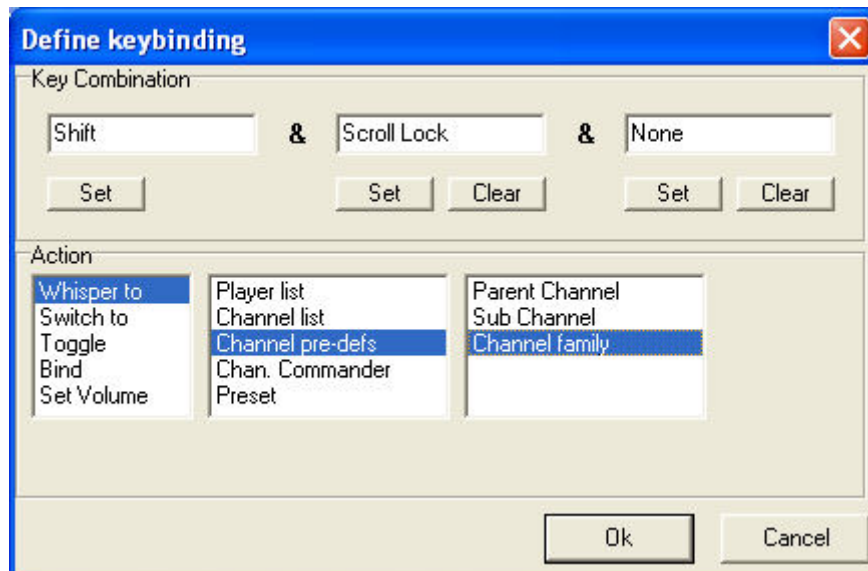 Define keybinding
Key Combination
Shift & Scroll Lock & None
Set Set Clear Set Clear
Action
Whisper to Player list Parent Channel
Switch to Channel list Sub Channel
Toggle Channel pre-defs Channel family
Bind Chan. Commander
Set Volume Preset
Ok Cancel